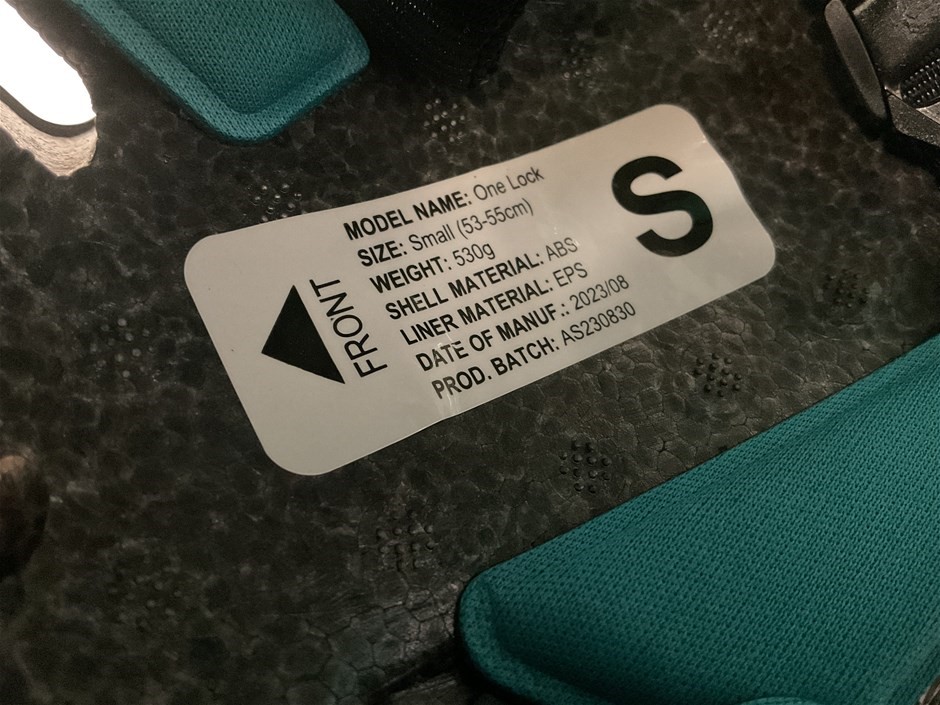 MODEL NAME: One Lock
SIZE: Small (53-55cm)
WEIGHT: 530g
SHELL MATERIAL: ABS
LINER MATERIAL: EPS
DATE OF MANUF.: 2023/08
PROD. BATCH: AS230830
FRONT
S